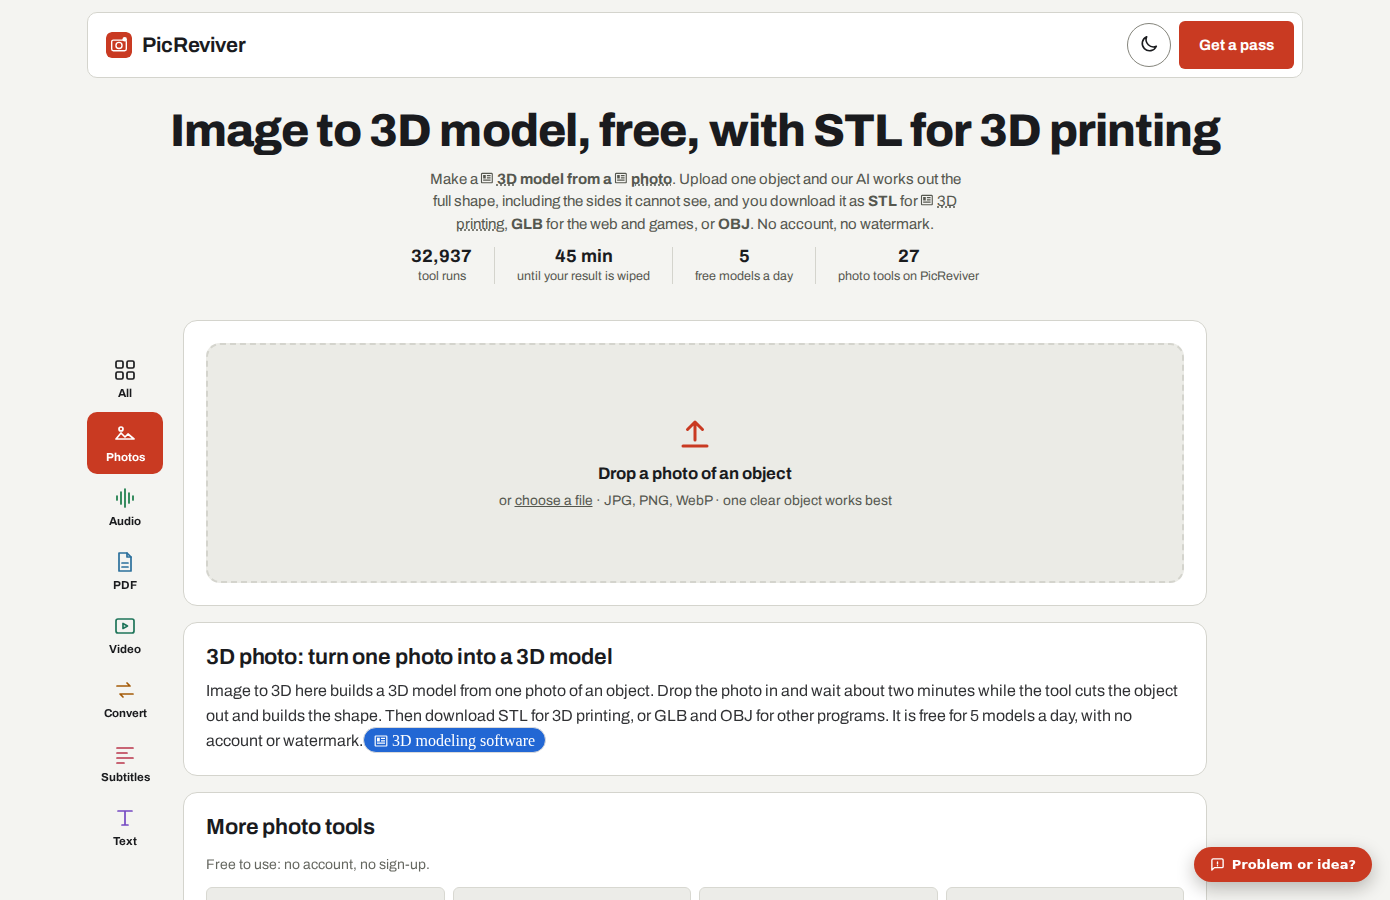 PicReviver
Get a pass
Image to 3D model, free, with STL for 3D printing
Make a 3D model from a photo. Upload one object and our AI works out the
full shape, including the sides it cannot see, and you download it as STL for 3D
printing, GLB for the web and games, or OBJ. No account, no watermark.
32,937
tool runs
45 min
until your result is wiped
5
free models a day
27
photo tools on PicReviver
All
Photos
Audio
PDF
Video
Convert
Subtitles
Text
Drop a photo of an object
or choose a file · JPG, PNG, WebP · one clear object works best
3D photo: turn one photo into a 3D model
Image to 3D here builds a 3D model from one photo of an object. Drop the photo in and wait about two minutes while the tool cuts the object
out and builds the shape. Then download STL for 3D printing, or GLB and OBJ for other programs. It is free for 5 models a day, with no
account or watermark. 3D modeling software
More photo tools
Free to use: no account, no sign-up.
Problem or idea?